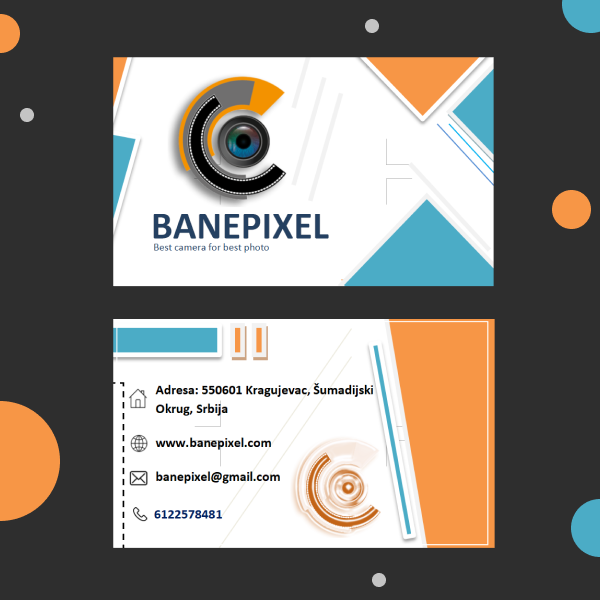 BANEPIXEL
Best camera for best photo
Adresa: 550601 Kragujevac, Šumadijski
Okrug, Srbija
www.banepixel.com
banepixel@gmail.com
6122578481